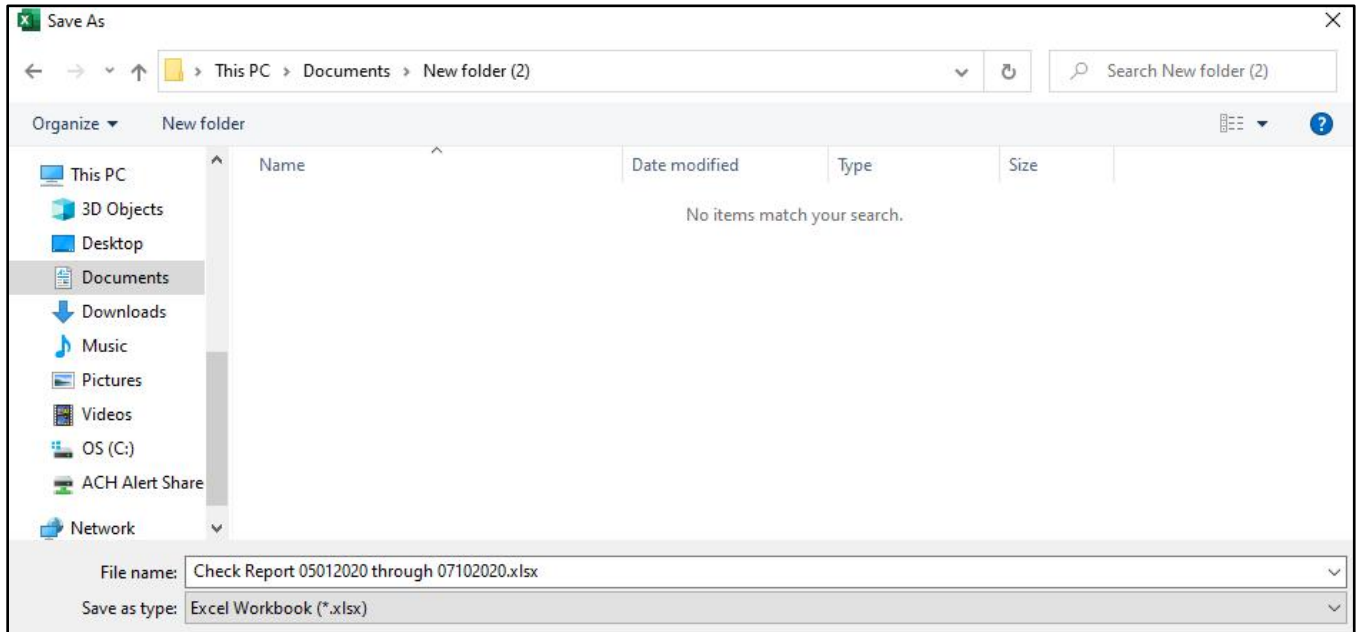 Save As
This PC > Documents > New folder (2)
Search New folder (2)
Organize
New folder
Name
Date modified
Type
Size
No items match your search.
This PC
3D Objects
Desktop
Documents
Downloads
Music
Pictures
Videos
OS (C:)
ACH Alert Share
Network
File name: Check Report 05012020 through 07102020.xlsx
Save as type: Excel Workbook (*.xlsx)